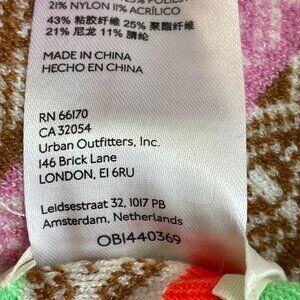 21% NYLON 11% ACRÍLICO
43% 粘胶纤维 25% 聚酯纤维
21% 尼龙 11% 腈纶
MADE IN CHINA
HECHO EN CHINA
RN 66170
CA 32054
Urban Outfitters, Inc.
146 Brick Lane
LONDON, E1 6RU
Leidsestraat 32, 1017 PB
Amsterdam, Netherlands
OB1440369